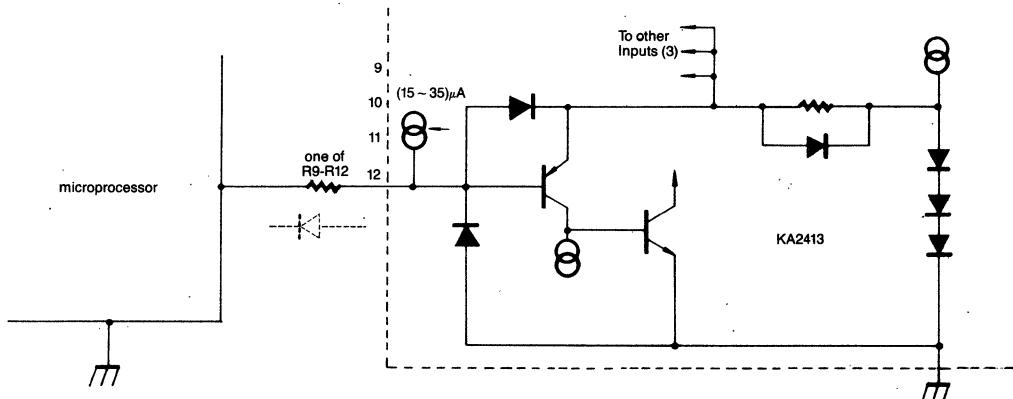 To other
Inputs (3)
9
(15 ~ 35)μA
10
11
one of
R9-R12
12
microprocessor
KA2413